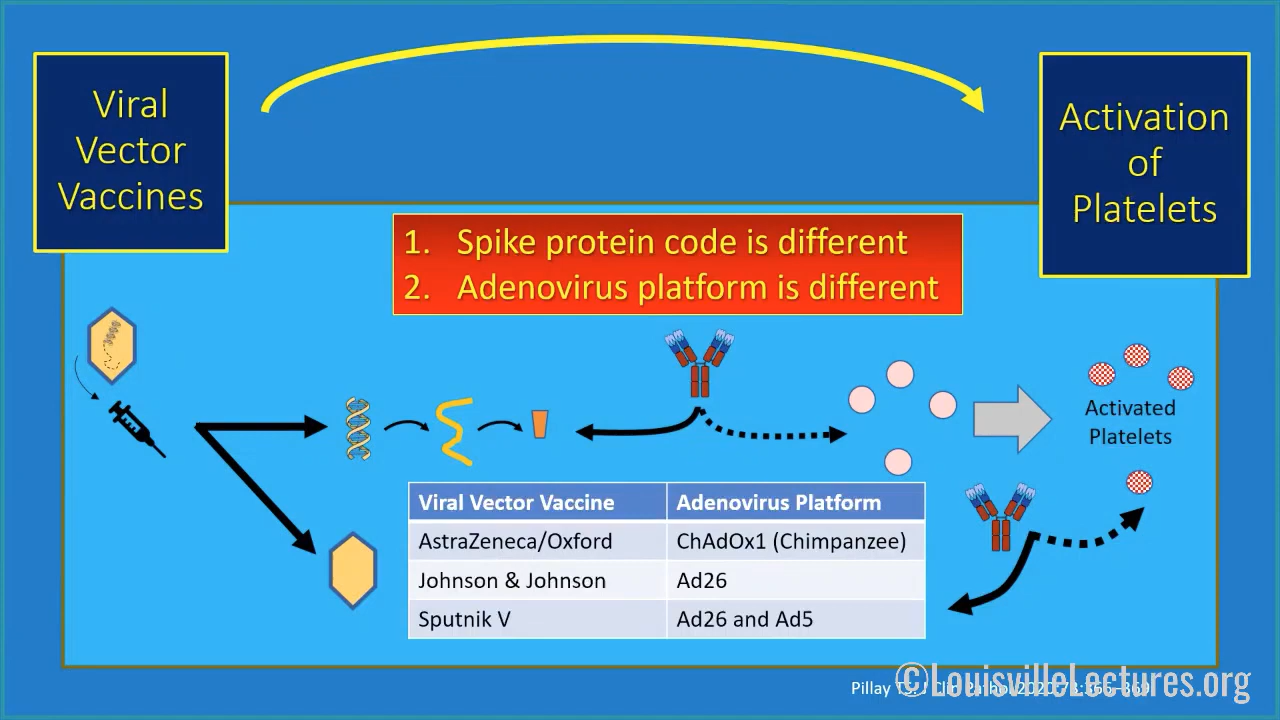 Viral
Vector
Vaccines
Activation
of
Platelets
1. Spike protein code is different
2. Adenovirus platform is different
Activated
Platelets
Viral Vector Vaccine Adenovirus Platform
AstraZeneca/Oxford ChAdOx1 (Chimpanzee)
Johnson & Johnson Ad26
Sputnik V Ad26 and Ad5
Pillay
©LouisvilleLectures.org